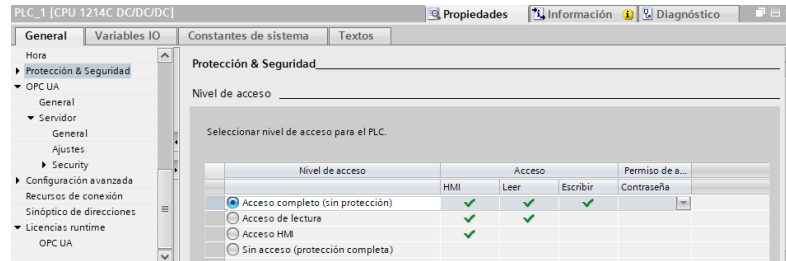 PLC_1 [CPU 1214C DC/DC/DC]
Propiedades
Información
Diagnóstico
General
Variables IO
Constantes de sistema
Textos
Hora
Protección & Seguridad
OPC UA
General
Servidor
General
Ajustes
Security
Configuración avanzada
Recursos de conexión
Sinóptico de direcciones
Licencias runtime
OPC UA
Protección & Seguridad
Nivel de acceso
Seleccionar nivel de acceso para el PLC.
Nivel de acceso Acceso Permiso de a...
HMI Leer Escribir Contraseña
Acceso completo (sin protección)
Acceso de lectura
Acceso HMI
Sin acceso (protección completa)